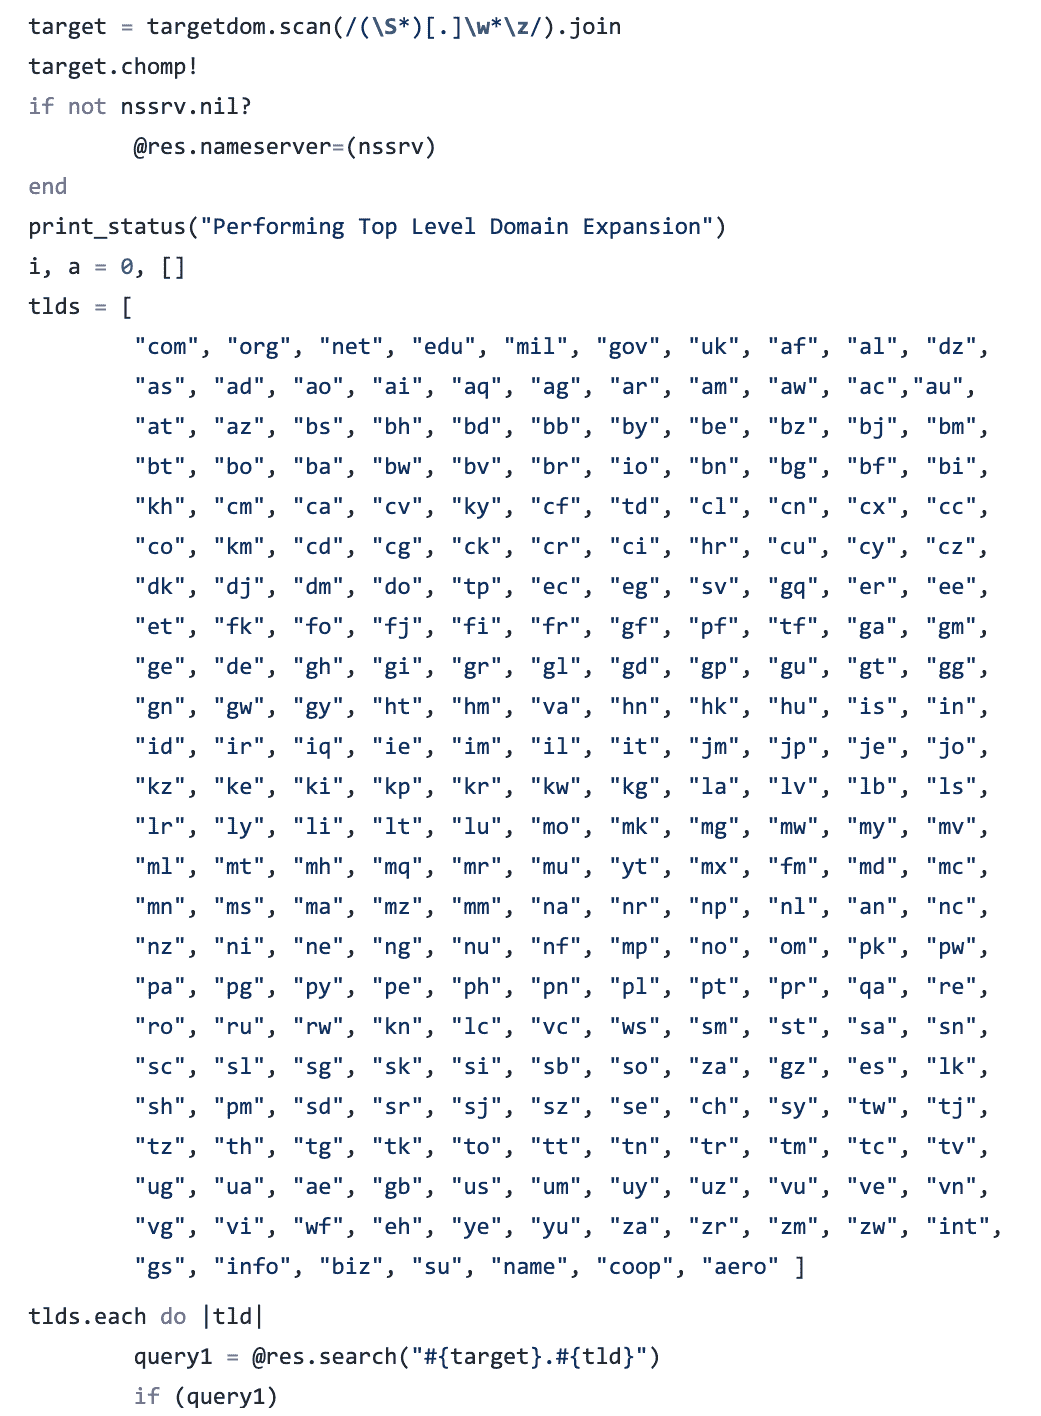 target = targetdom.scan(/(\S*)[.]\w*\z/).join
target.chomp!
if not nssrv.nil?
@res.nameserver=(nssrv)
end
print_status("Performing Top Level Domain Expansion")
i, a = 0, []
tlds = [
"com", "org", "net", "edu", "mil", "gov", "uk", "af", "al", "dz",
"as", "ad", "ao", "ai", "aq", "ag", "ar", "am", "aw", "ac","au",
"at", "az", "bs", "bh", "bd", "bb", "by", "be", "bz", "bj", "bm",
"bt", "bo", "ba", "bw", "bv", "br", "io", "bn", "bg", "bf", "bi",
"kh", "cm", "ca", "cv", "ky", "cf", "td", "cl", "cn", "cx", "cc",
"co", "km", "cd", "cg", "ck", "cr", "ci", "hr", "cu", "cy", "cz",
"dk", "dj", "dm", "do", "tp", "ec", "eg", "sv", "gq", "er", "ee",
"et", "fk", "fo", "fj", "fi", "fr", "gf", "pf", "tf", "ga", "gm",
"ge", "de", "gh", "gi", "gr", "gl", "gd", "gp", "gu", "gt", "gg",
"gn", "gw", "gy", "ht", "hm", "va", "hn", "hk", "hu", "is", "in",
"id", "ir", "iq", "ie", "im", "il", "it", "jm", "jp", "je", "jo",
"kz", "ke", "ki", "kp", "kr", "kw", "kg", "la", "lv", "lb", "ls",
"lr", "ly", "li", "lt", "lu", "mo", "mk", "mg", "mw", "my", "mv",
"ml", "mt", "mh", "mq", "mr", "mu", "yt", "mx", "fm", "md", "mc",
"mn", "ms", "ma", "mz", "mm", "na", "nr", "np", "nl", "an", "nc",
"nz", "ni", "ne", "ng", "nu", "nf", "mp", "no", "om", "pk", "pw",
"pa", "pg", "py", "pe", "ph", "pn", "pl", "pt", "pr", "qa", "re",
"ro", "ru", "rw", "kn", "lc", "vc", "ws", "sm", "st", "sa", "sn",
"sc", "sl", "sg", "sk", "si", "sb", "so", "za", "gz", "es", "lk",
"sh", "pm", "sd", "sr", "sj", "sz", "se", "ch", "sy", "tw", "tj",
"tz", "th", "tg", "tk", "to", "tt", "tn", "tr", "tm", "tc", "tv",
"ug", "ua", "ae", "gb", "us", "um", "uy", "uz", "vu", "ve", "vn",
"vg", "vi", "wf", "eh", "ye", "yu", "za", "zr", "zm", "zw", "int",
"gs", "info", "biz", "su", "name", "coop", "aero" ]
tlds.each do |tld|
query1 = @res.search("#{target}.#{tld}")
if (query1)